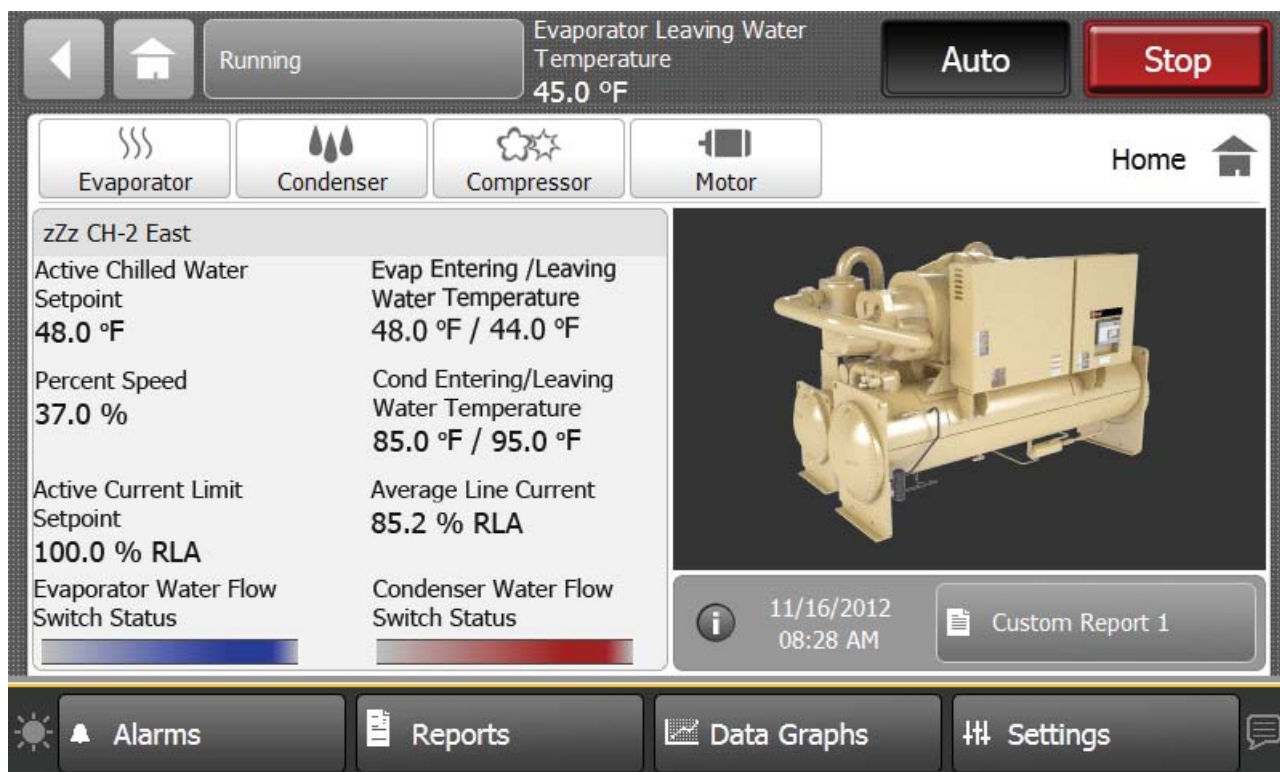 Running
Evaporator Leaving Water
Temperature
45.0 °F
Auto
Stop
Evaporator
Condenser
Compressor
Motor
Home
zZz CH-2 East
Active Chilled Water
Setpoint
48.0 °F
Evap Entering /Leaving
Water Temperature
48.0 °F / 44.0 °F
Percent Speed
37.0 %
Cond Entering/Leaving
Water Temperature
85.0 °F / 95.0 °F
Active Current Limit
Setpoint
100.0 % RLA
Average Line Current
85.2 % RLA
Evaporator Water Flow
Switch Status
Condenser Water Flow
Switch Status
11/16/2012
08:28 AM
Custom Report 1
Alarms
Reports
Data Graphs
Settings